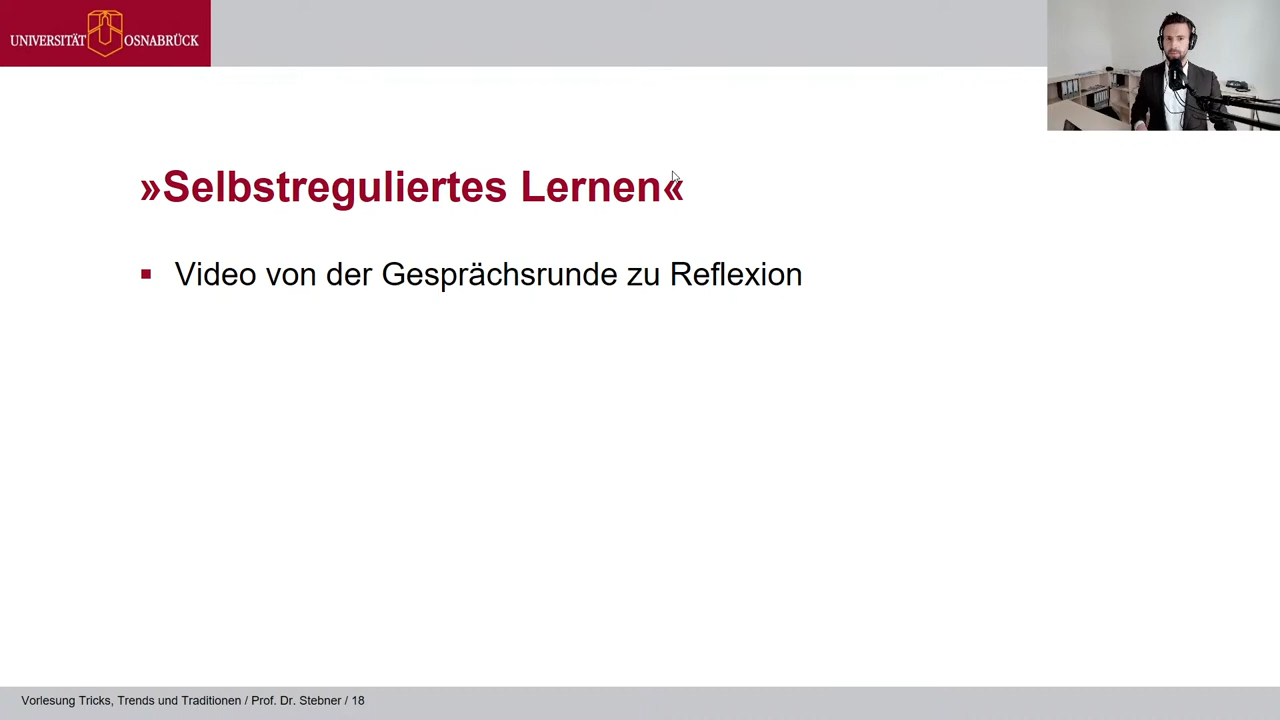 UNIVERSITÄT OSNABRÜCK
»Selbstreguliertes Lernen«
Video von der Gesprächsrunde zu Reflexion
Vorlesung Tricks, Trends und Traditionen / Prof. Dr. Stebner / 18